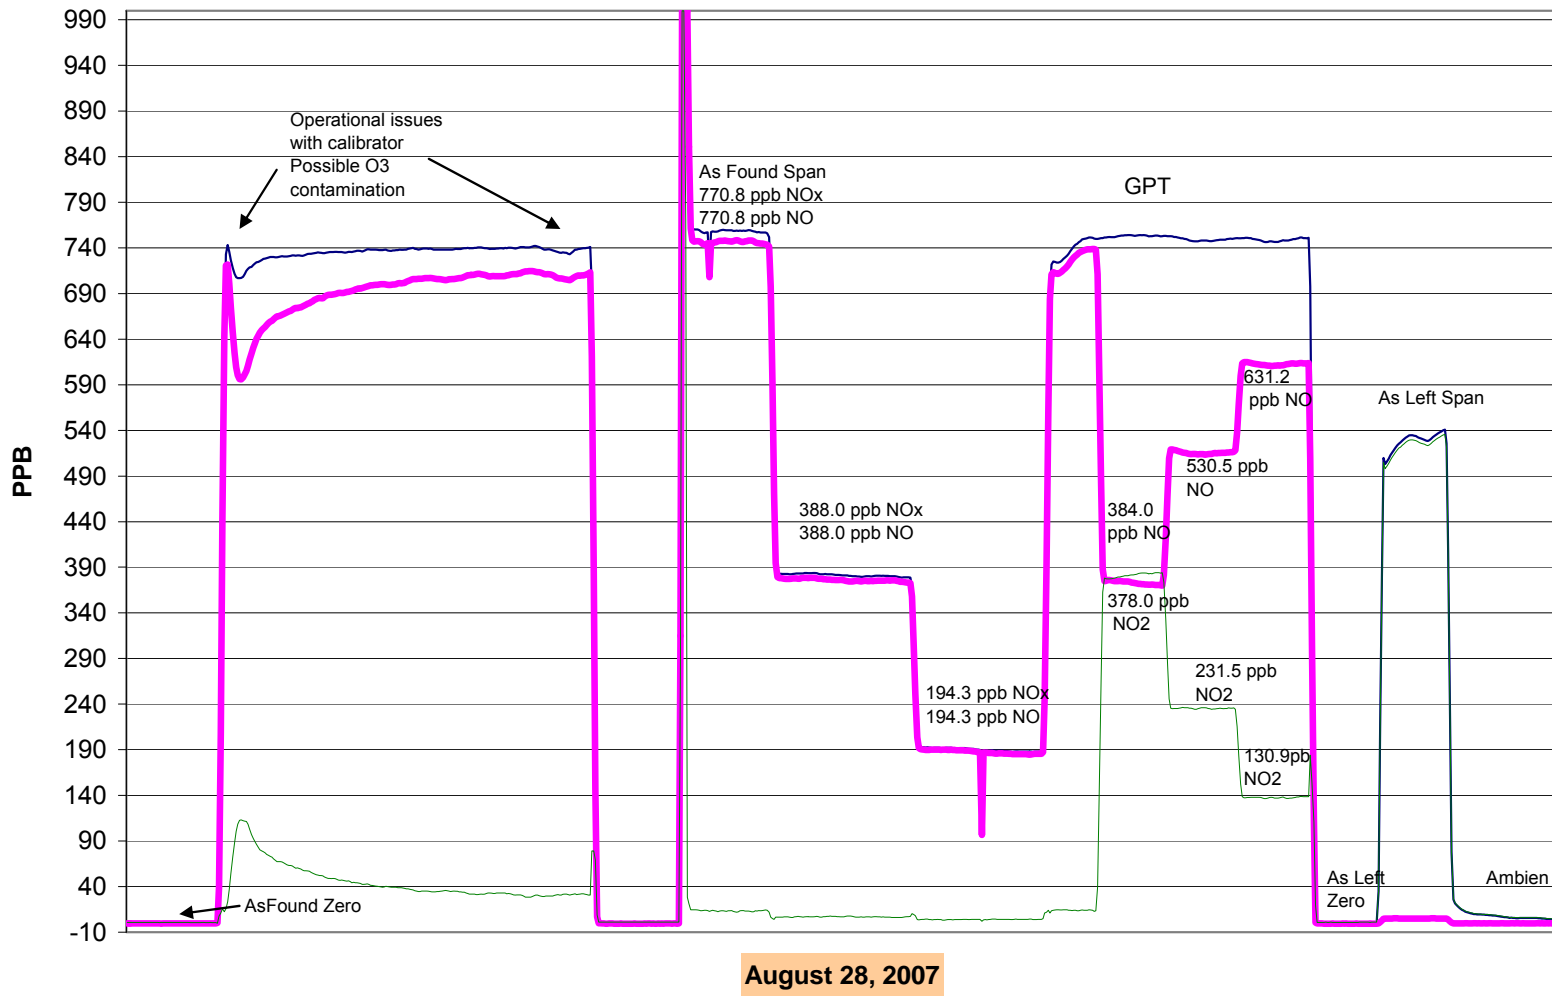 990
940
890
840
790
740
690
640
590
540
490
440
390
340
290
240
190
140
90
40
-10
PPB
Operational issues
with calibrator
Possible O3
contamination
AsFound Zero
As Found Span
770.8 ppb NOx
770.8 ppb NO
388.0 ppb NOx
388.0 ppb NO
194.3 ppb NOx
194.3 ppb NO
GPT
384.0
ppb NO
378.0 ppb
NO2
530.5 ppb
NO
231.5 ppb
NO2
631.2
ppb NO
130.9pb
NO2
As Left
Zero
As Left Span
Ambien
August 28, 2007